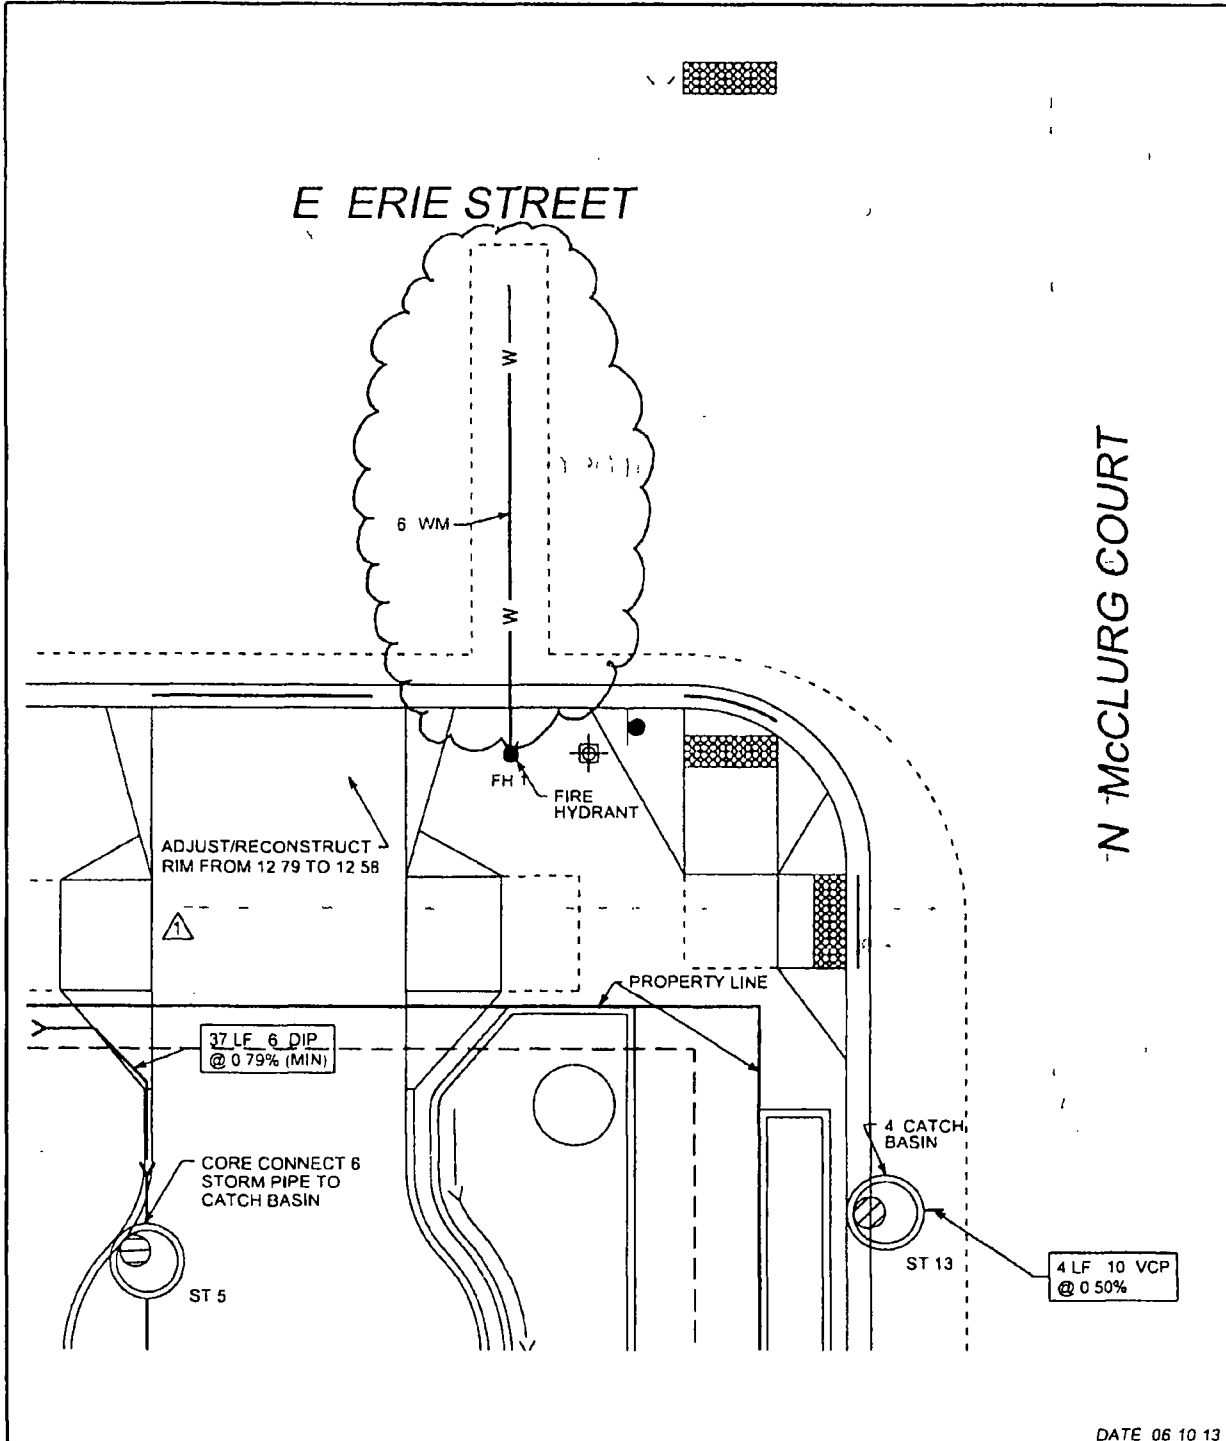 E ERIE STREET
W
6 WM
W
N McCLURG COURT
FH 1
FIRE
HYDRANT
ADJUST/RECONSTRUCT
RIM FROM 12 79 TO 12 58
1
PROPERTY LINE
37 LF 6 DIP
@ 0 79% (MIN)
4 CATCH
BASIN
CORE CONNECT 6
STORM PIPE TO
CATCH BASIN
ST 13
4 LF 10 VCP
@ 0 50%
ST 5
DATE 06 10 13